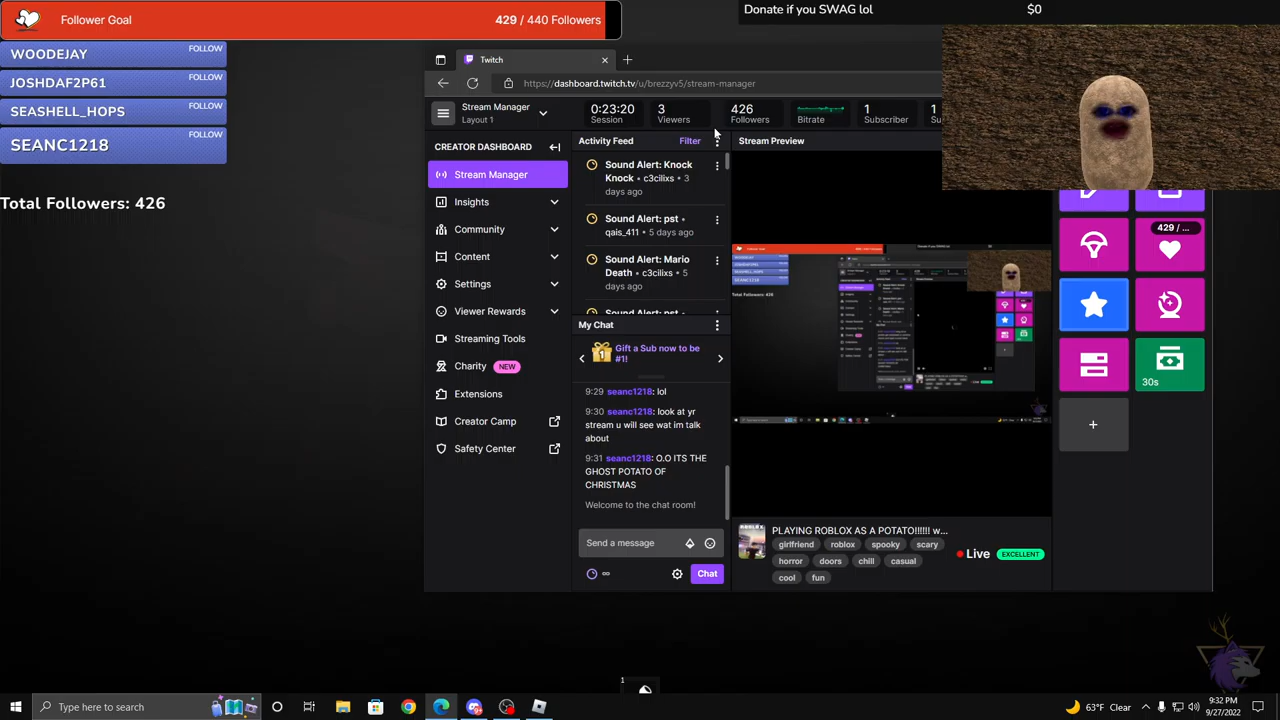 Follower Goal
429 / 440 Followers
Donate if you SWAG lol
$0
WOODEJAY
FOLLOW
JOSHDAF2P61
FOLLOW
SEASHELL_HOPS
FOLLOW
SEANC1218
FOLLOW
Total Followers: 426
Twitch
https://dashboard.twitch.tv/u/brezzyv5/stream-manager
Stream Manager
Layout 1
0:23:20
Session
3
Viewers
426
Followers
Bitrate
1
Subscriber
1
CREATOR DASHBOARD
Stream Manager
Insights
Community
Content
Settings
Viewer Rewards
Streaming Tools
Charity
NEW
Extensions
Creator Camp
Safety Center
Activity Feed
Filter
Sound Alert: Knock
Knock • c3cilixs • 3
days ago
Sound Alert: pst •
qais_411 • 5 days ago
Sound Alert: Mario
Death • c3cilixs • 5
days ago
My Chat
Gift a Sub now to be
#1!
9:29 seanc1218: lol
9:30 seanc1218: look at yr
stream u will see wat im talk
about
9:31 seanc1218: O.O ITS THE
GHOST POTATO OF
CHRISTMAS
Welcome to the chat room!
Send a message
Chat
Stream Preview
PLAYING ROBLOX AS A POTATO!!!!!! w...
girlfriend
roblox
spooky
scary
horror
doors
chill
casual
cool
fun
Live
EXCELLENT
429 / ...
30s
1
Type here to search
63°F Clear
9:32 PM
9/27/2022